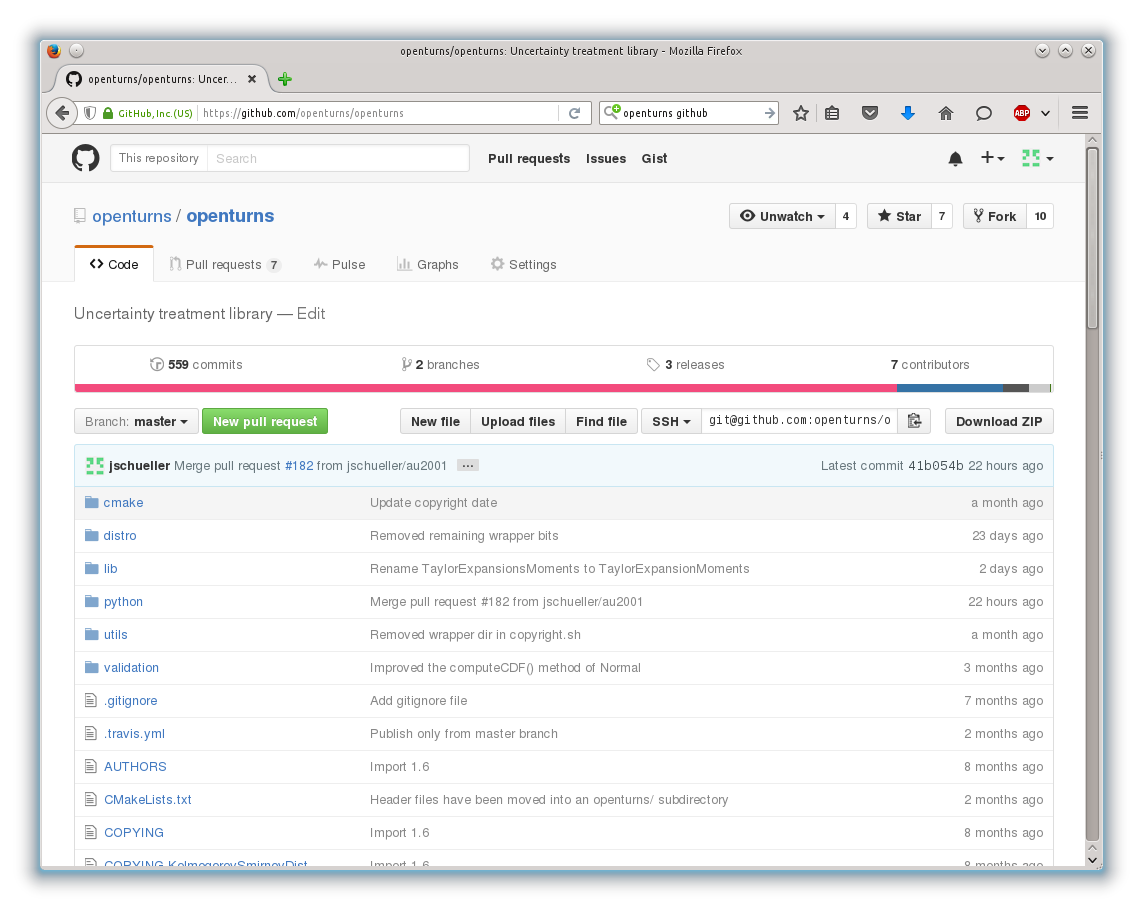 openturns/openturns: Uncertainty treatment library - Mozilla Firefox
openturns/openturns: Uncer...
GitHub, Inc. (US) https://github.com/openturns/openturns openturns github ABP
This repository Search Pull requests Issues Gist
openturns / openturns Unwatch 4 Star 7 Fork 10
Code Pull requests 7 Pulse Graphs Settings
Uncertainty treatment library — Edit
559 commits 2 branches 3 releases 7 contributors
Branch: master New pull request New file Upload files Find file SSH git@github.com:openturns/o Download ZIP
jschueller Merge pull request #182 from jschueller/au2001 ... Latest commit 41b054b 22 hours ago
cmake Update copyright date a month ago
distro Removed remaining wrapper bits 23 days ago
lib Rename TaylorExpansionsMoments to TaylorExpansionMoments 2 days ago
python Merge pull request #182 from jschueller/au2001 22 hours ago
utils Removed wrapper dir in copyright.sh a month ago
validation Improved the computeCDF() method of Normal 3 months ago
.gitignore Add gitignore file 7 months ago
.travis.yml Publish only from master branch 2 months ago
AUTHORS Import 1.6 8 months ago
CMakeLists.txt Header files have been moved into an openturns/ subdirectory 2 months ago
COPYING Import 1.6 8 months ago
COPYING.KolmogorovSmirnovDist Import 1.6 8 months ago